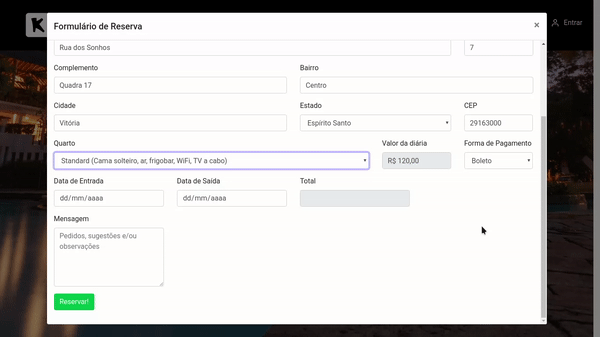 Formulário de Reserva
×
K
Entrar
Rua dos Sonhos
7
Complemento
Bairro
Quadra 17
Centro
Cidade
Estado
CEP
Vitória
Espírito Santo
29163000
Quarto
Valor da diária
Forma de Pagamento
Standard (Cama solteiro, ar, frigobar, WiFi, TV a cabo)
R$ 120,00
Boleto
Data de Entrada
Data de Saída
Total
dd/mm/aaaa
dd/mm/aaaa
Mensagem
Pedidos, sugestões e/ou
observações
Reservar!